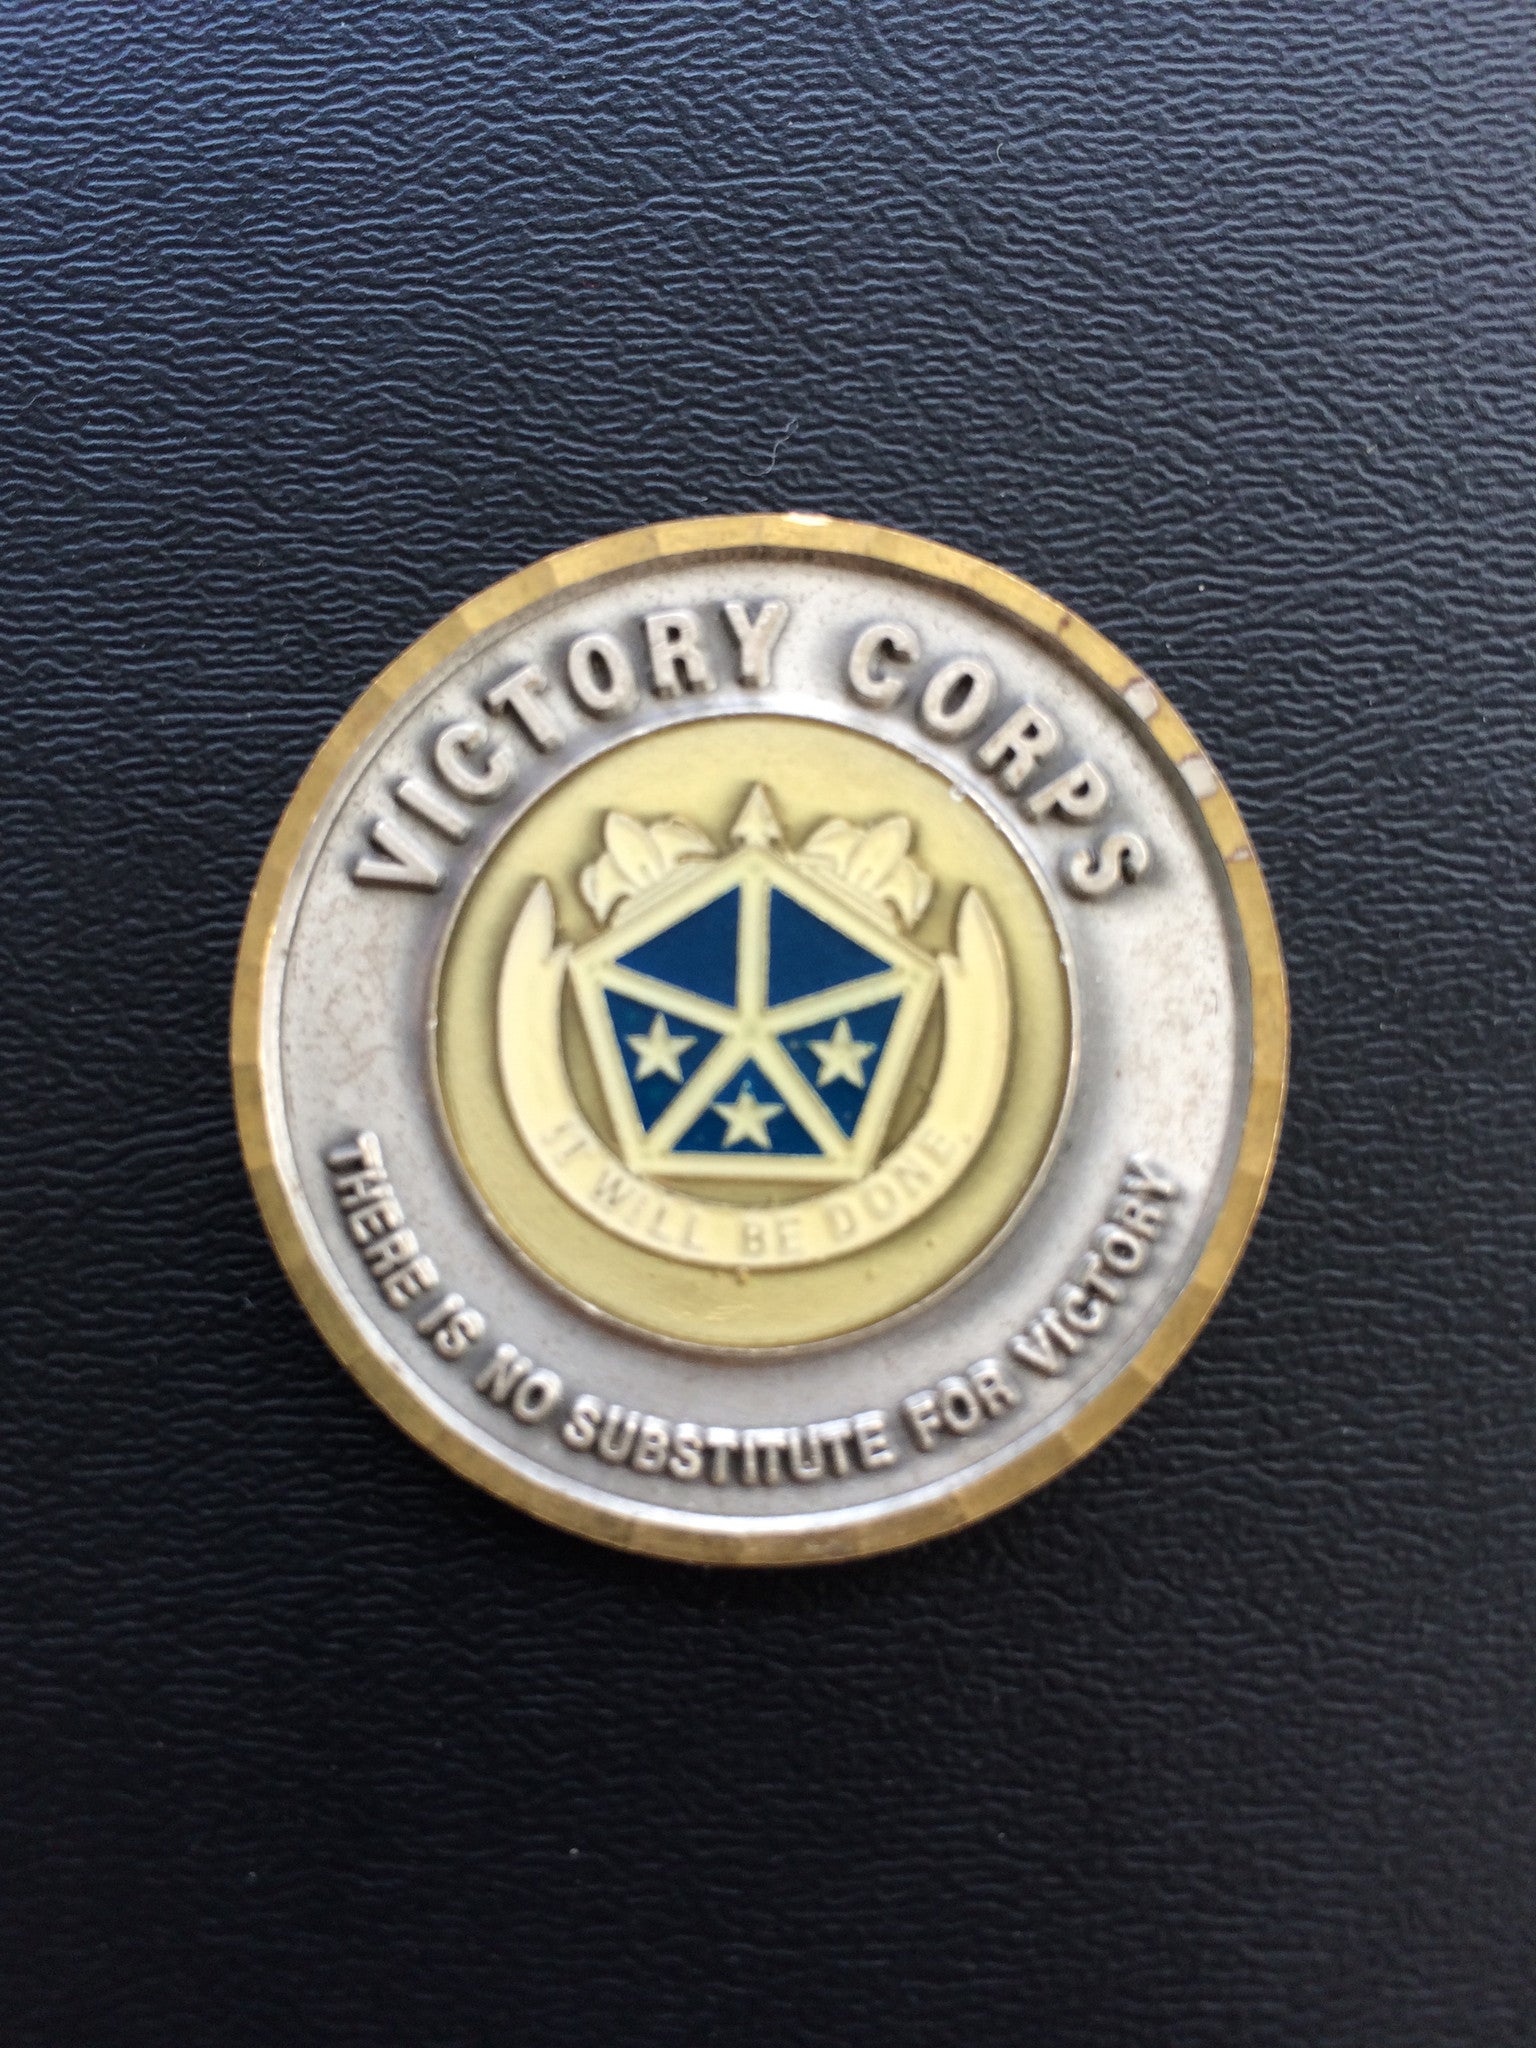 VICTORY CORPS
IT WILL BE DONE.
THERE IS NO SUBSTITUTE FOR VICTORY